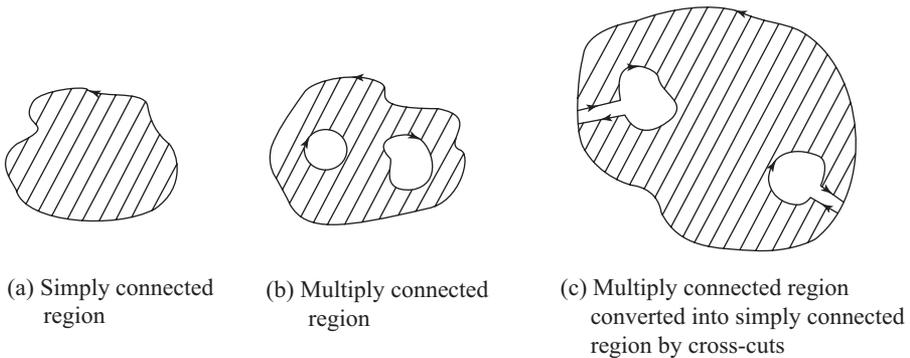 (a) Simply connected
region
(b) Multiply connected
region
(c) Multiply connected region
converted into simply connected
region by cross-cuts